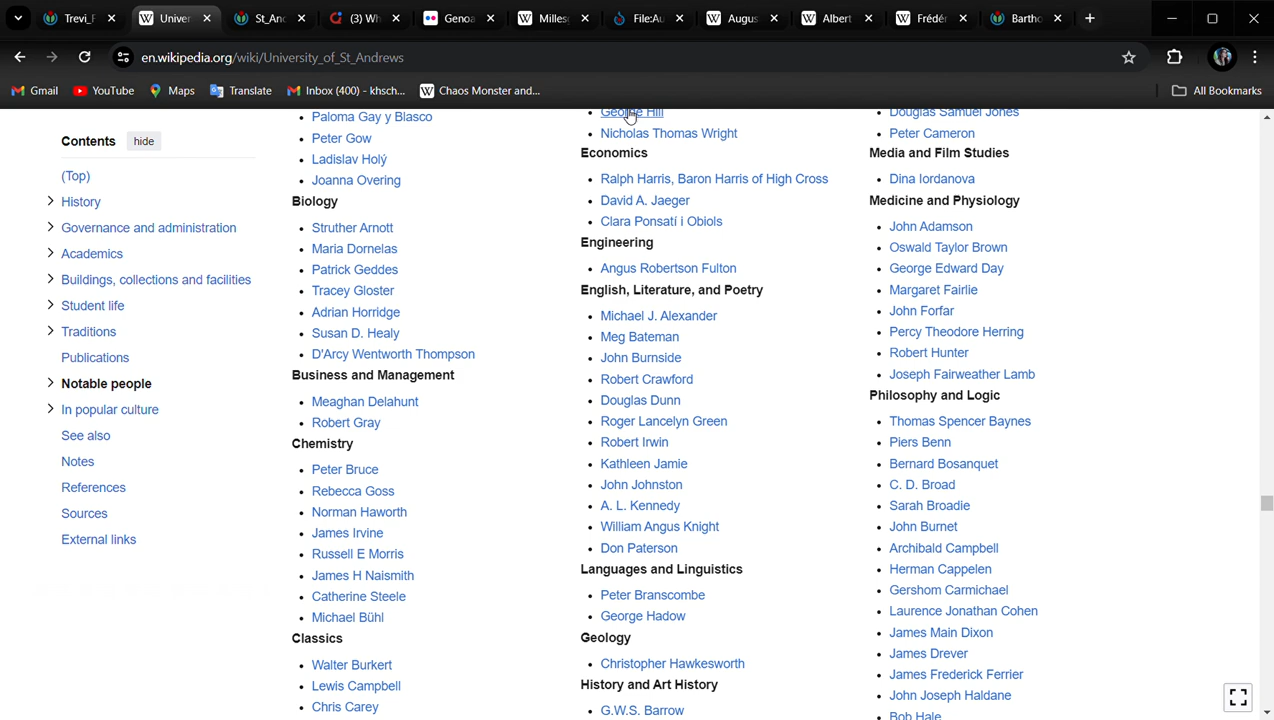 Trevi_F
Univer
St_And
(3) Wh
Genoa
Millesg
File:Au
Augus
Albert
Frédér
Bartho
en.wikipedia.org/wiki/University_of_St_Andrews
Gmail
YouTube
Maps
Translate
Inbox (400) - khsch...
Chaos Monster and...
All Bookmarks
Contents
hide
(Top)
History
Governance and administration
Academics
Buildings, collections and facilities
Student life
Traditions
Publications
Notable people
In popular culture
See also
Notes
References
External links
Paloma Gay y Blasco
Peter Gow
Ladislav Holý
Joanna Overing
Biology
Struther Arnott
Maria Dornelas
Patrick Geddes
Tracey Gloster
Adrian Horridge
Susan D. Healy
D'Arcy Wentworth Thompson
Business and Management
Meaghan Delahunt
Robert Gray
Chemistry
Peter Bruce
Rebecca Goss
Norman Haworth
James Irvine
Russell E Morris
James H Naismith
Catherine Steele
Michael Bühl
Classics
Walter Burkert
Lewis Campbell
Chris Carey
George Hill
Nicholas Thomas Wright
Economics
Ralph Harris, Baron Harris of High Cross
David A. Jaeger
Clara Ponsatí i Obiols
Engineering
Angus Robertson Fulton
English, Literature, and Poetry
Michael J. Alexander
Meg Bateman
John Burnside
Robert Crawford
Douglas Dunn
Roger Lancelyn Green
Robert Irwin
Kathleen Jamie
John Johnston
A. L. Kennedy
William Angus Knight
Don Paterson
Languages and Linguistics
Peter Branscombe
George Hadow
Geology
Christopher Hawkesworth
History and Art History
G.W.S. Barrow
Douglas Samuel Jones
Peter Cameron
Media and Film Studies
Dina Iordanova
Medicine and Physiology
John Adamson
Oswald Taylor Brown
George Edward Day
Margaret Fairlie
John Forfar
Percy Theodore Herring
Robert Hunter
Joseph Fairweather Lamb
Philosophy and Logic
Thomas Spencer Baynes
Piers Benn
Bernard Bosanquet
C. D. Broad
Sarah Broadie
John Burnet
Archibald Campbell
Herman Cappelen
Gershom Carmichael
Laurence Jonathan Cohen
James Main Dixon
James Drever
James Frederick Ferrier
John Joseph Haldane
Bob Hale